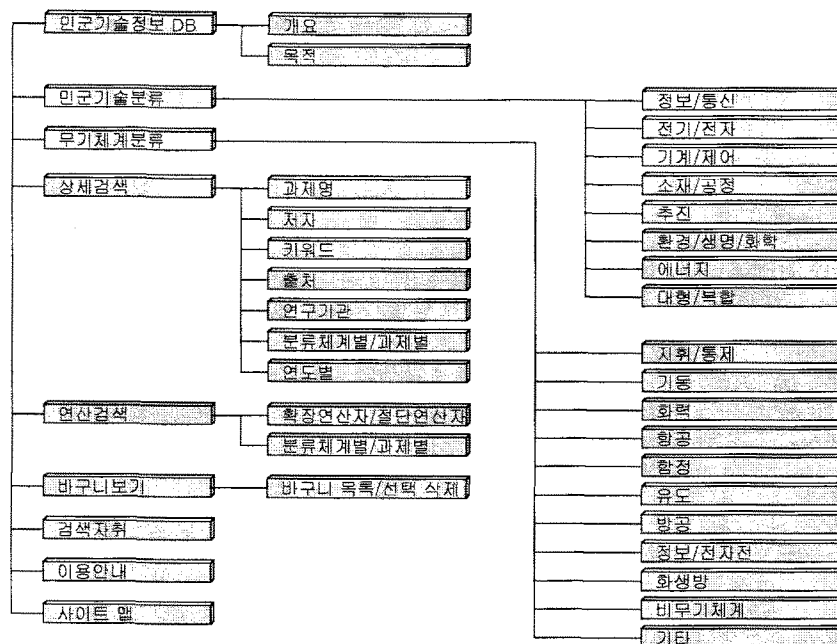 민군기술정보 DB
개요
목적
민군기술분류
정보/통신
전기/전자
기계/제어
소재/공정
추진
환경/생명/화학
에너지
대형/복합
무기체계분류
지휘/통제
기동
화력
항공
함정
유도
방공
정보/전자전
화생방
비무기체계
기타
상세검색
과제명
저자
키워드
출처
연구기관
분류체계별/과제별
연도별
연산검색
확장연산자/절단연산자
분류체계별/과제별
바구니보기
바구니 목록/선택 삭제
검색자취
이용안내
사이트 맵